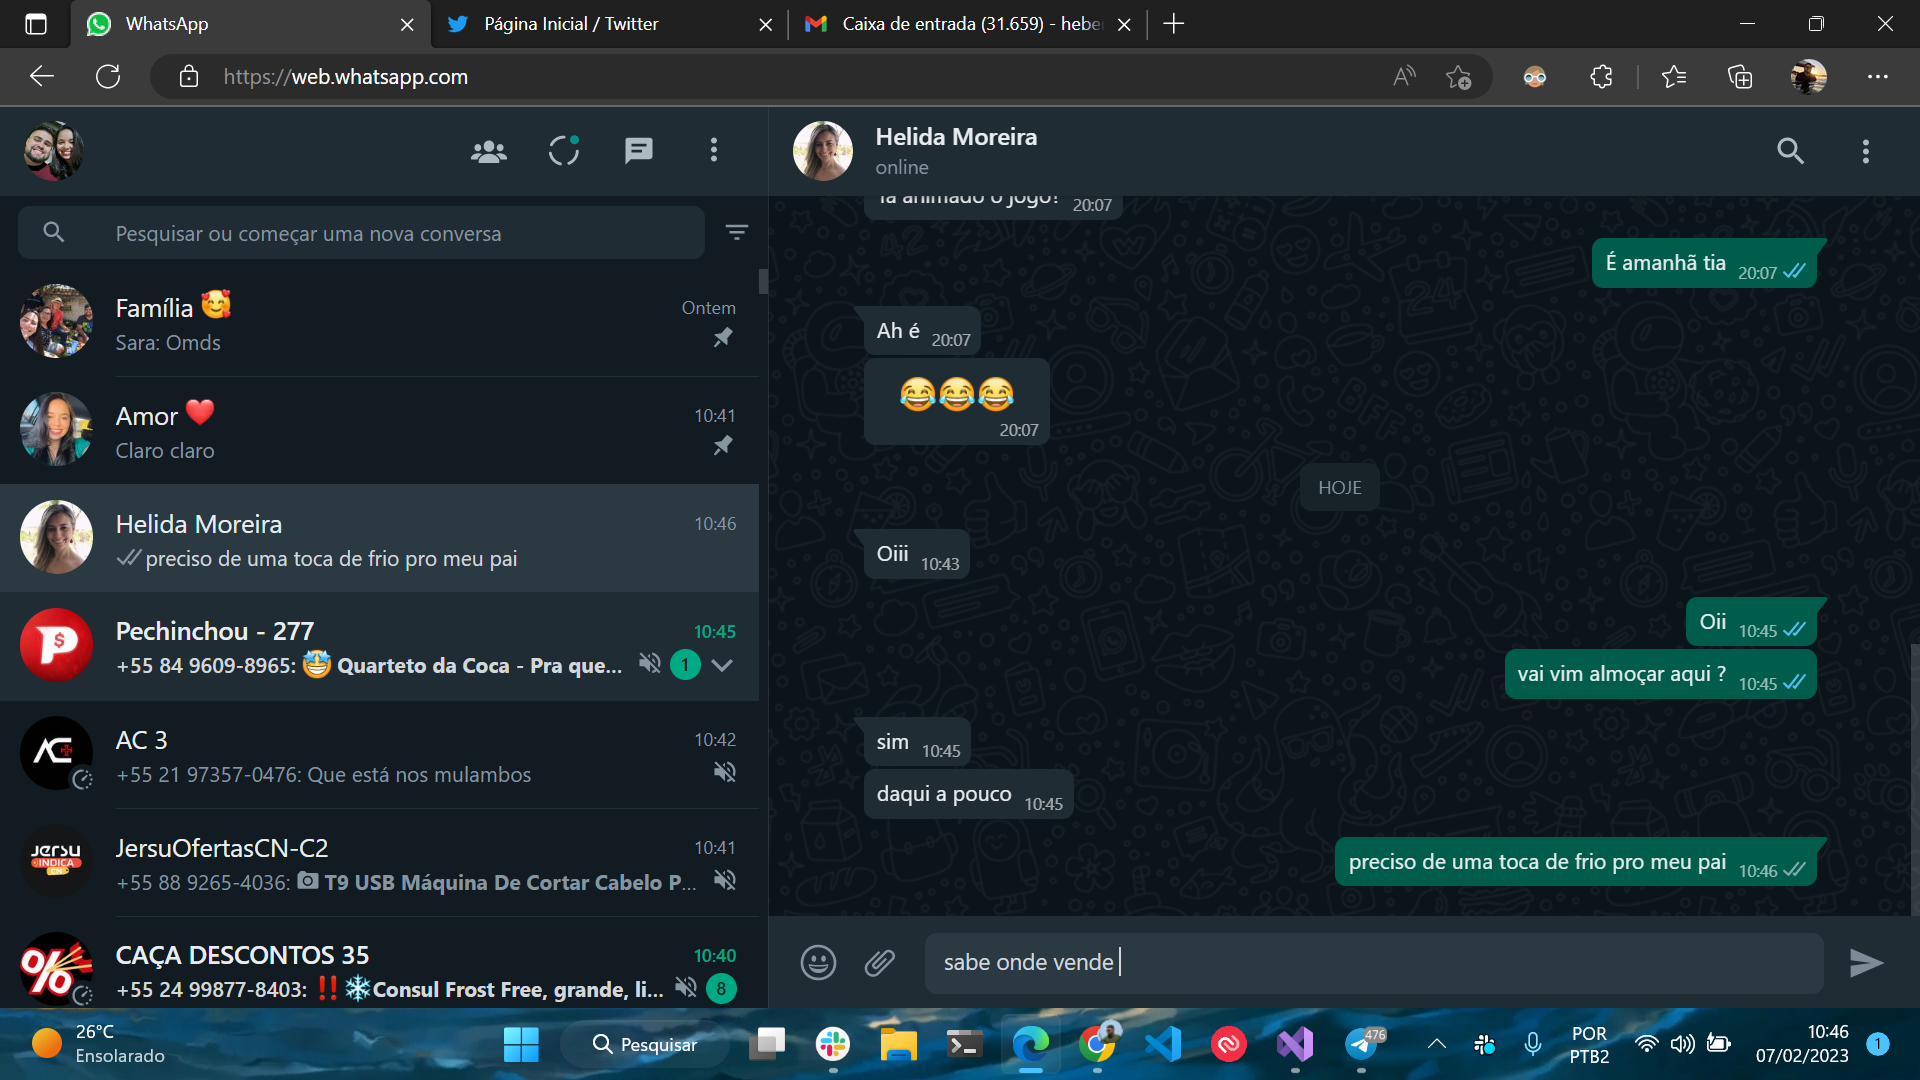 WhatsApp
Página Inicial / Twitter
Caixa de entrada (31.659) - hebe
https://web.whatsapp.com
Pesquisar ou começar uma nova conversa
Família 🥰
Ontem
Sara: Omds
Amor ❤️
10:41
Claro claro
Helida Moreira
10:46
preciso de uma toca de frio pro meu pai
Pechinchou - 277
10:45
+55 84 9609-8965: 🤩 Quarteto da Coca - Pra que...
1
AC 3
10:42
+55 21 97357-0476: Que está nos mulambos
JersuOfertasCN-C2
10:41
+55 88 9265-4036: 📷 T9 USB Máquina De Cortar Cabelo P...
CAÇA DESCONTOS 35
10:40
+55 24 99877-8403: ‼️ ❄️Consul Frost Free, grande, li...
8
Helida Moreira
online
Tá animado o jogo? 20:07
É amanhã tia 20:07
Ah é 20:07
😂😂😂
20:07
HOJE
Oiii 10:43
Oii 10:45
vai vim almoçar aqui ? 10:45
sim 10:45
daqui a pouco 10:45
preciso de uma toca de frio pro meu pai 10:46
sabe onde vende
26°C
Ensolarado
Pesquisar
476
POR
PTB2
10:46
07/02/2023
1
JERSU
INDICA
CN